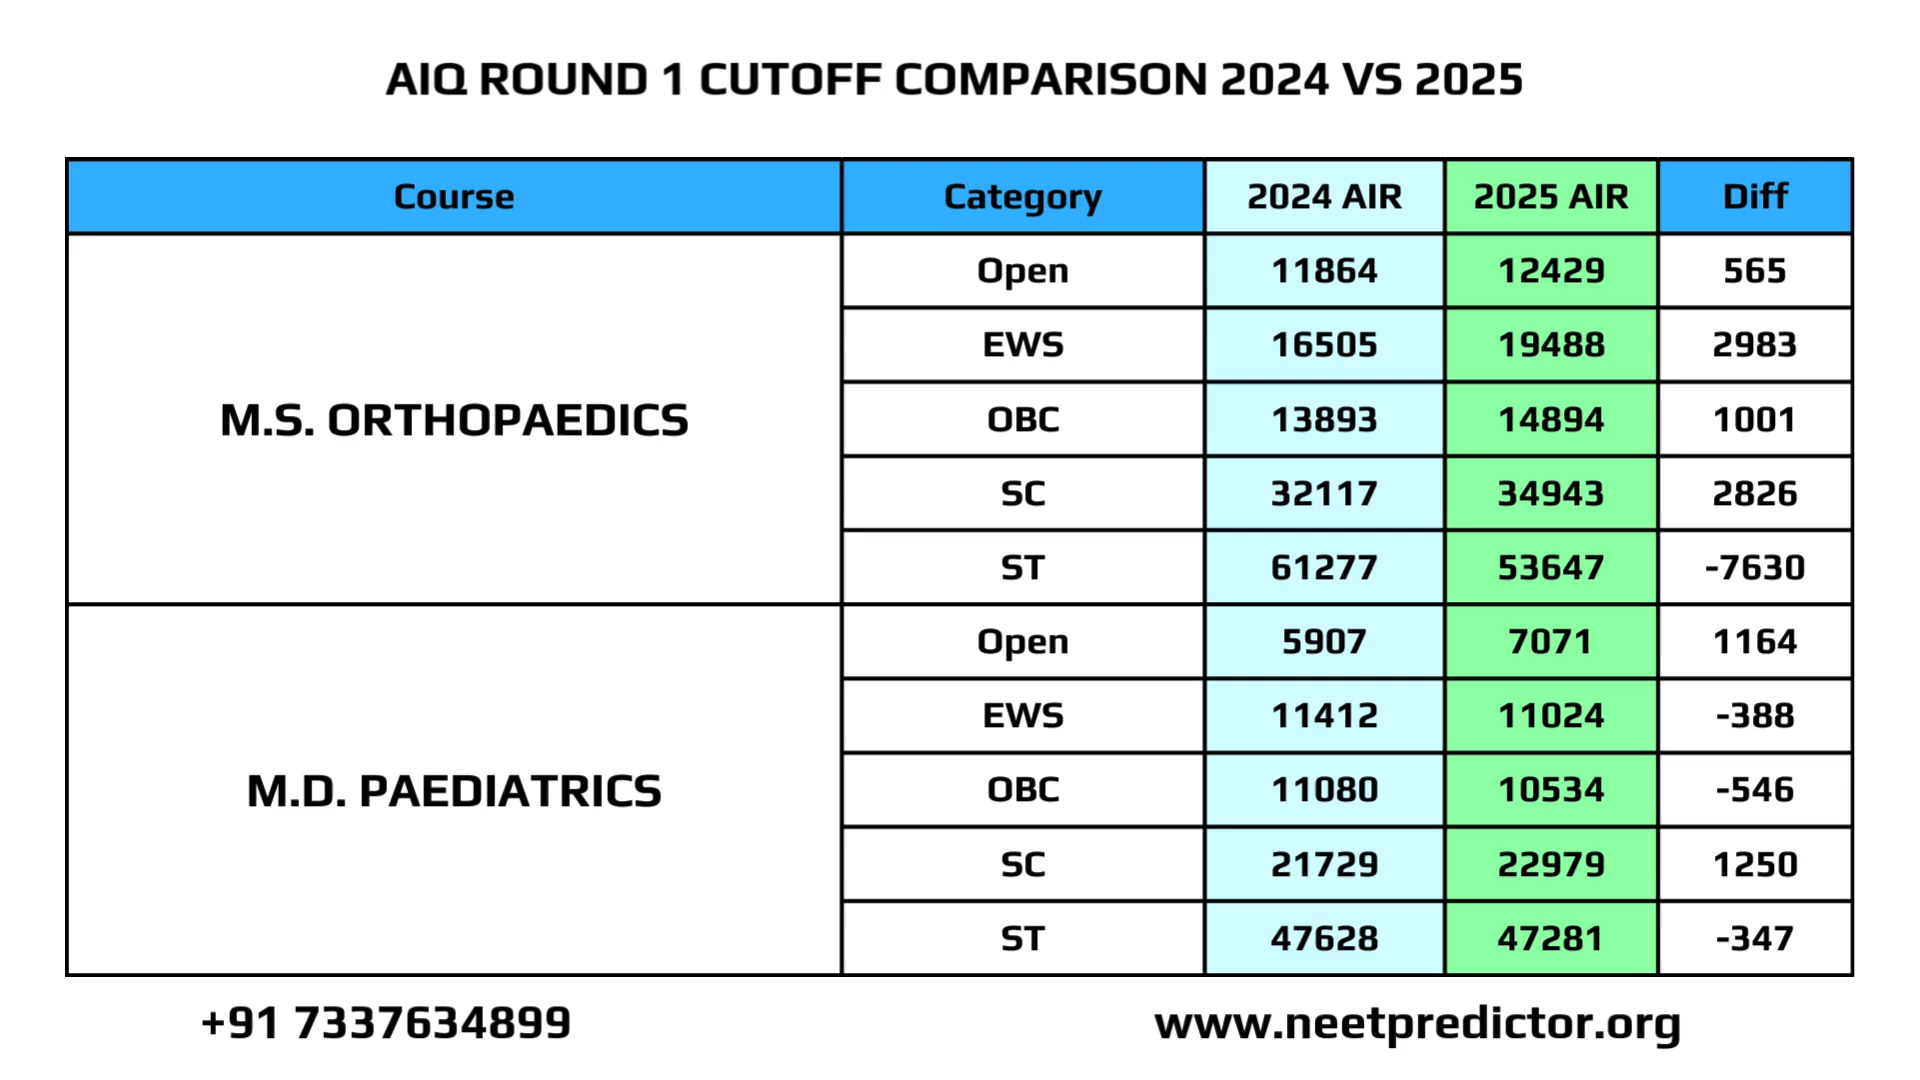 AIQ ROUND 1 CUTOFF COMPARISON 2024 VS 2025
Course Category 2024 AIR 2025 AIR Diff
M.S. ORTHOPAEDICS
Open 11864 12429 565
EWS 16505 19488 2983
OBC 13893 14894 1001
SC 32117 34943 2826
ST 61277 53647 -7630
M.D. PAEDIATRICS
Open 5907 7071 1164
EWS 11412 11024 -388
OBC 11080 10534 -546
SC 21729 22979 1250
ST 47628 47281 -347
+91 7337634899 www.neetpredictor.org